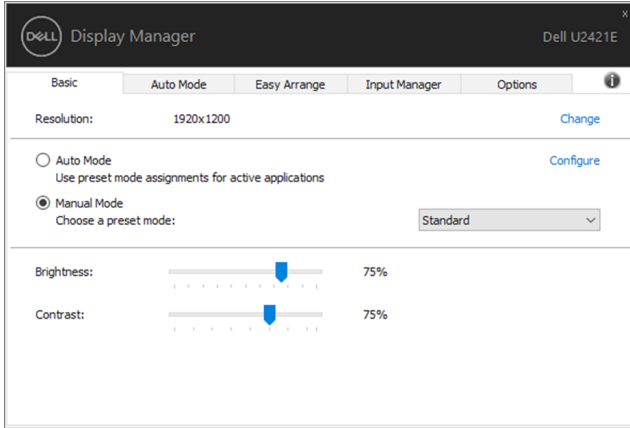 DELL Display Manager
Dell U2421E
x
Basic
Auto Mode
Easy Arrange
Input Manager
Options
i
Resolution:
1920x1200
Change
Auto Mode
Configure
Use preset mode assignments for active applications
Manual Mode
Choose a preset mode:
Standard
Brightness:
75%
Contrast:
75%